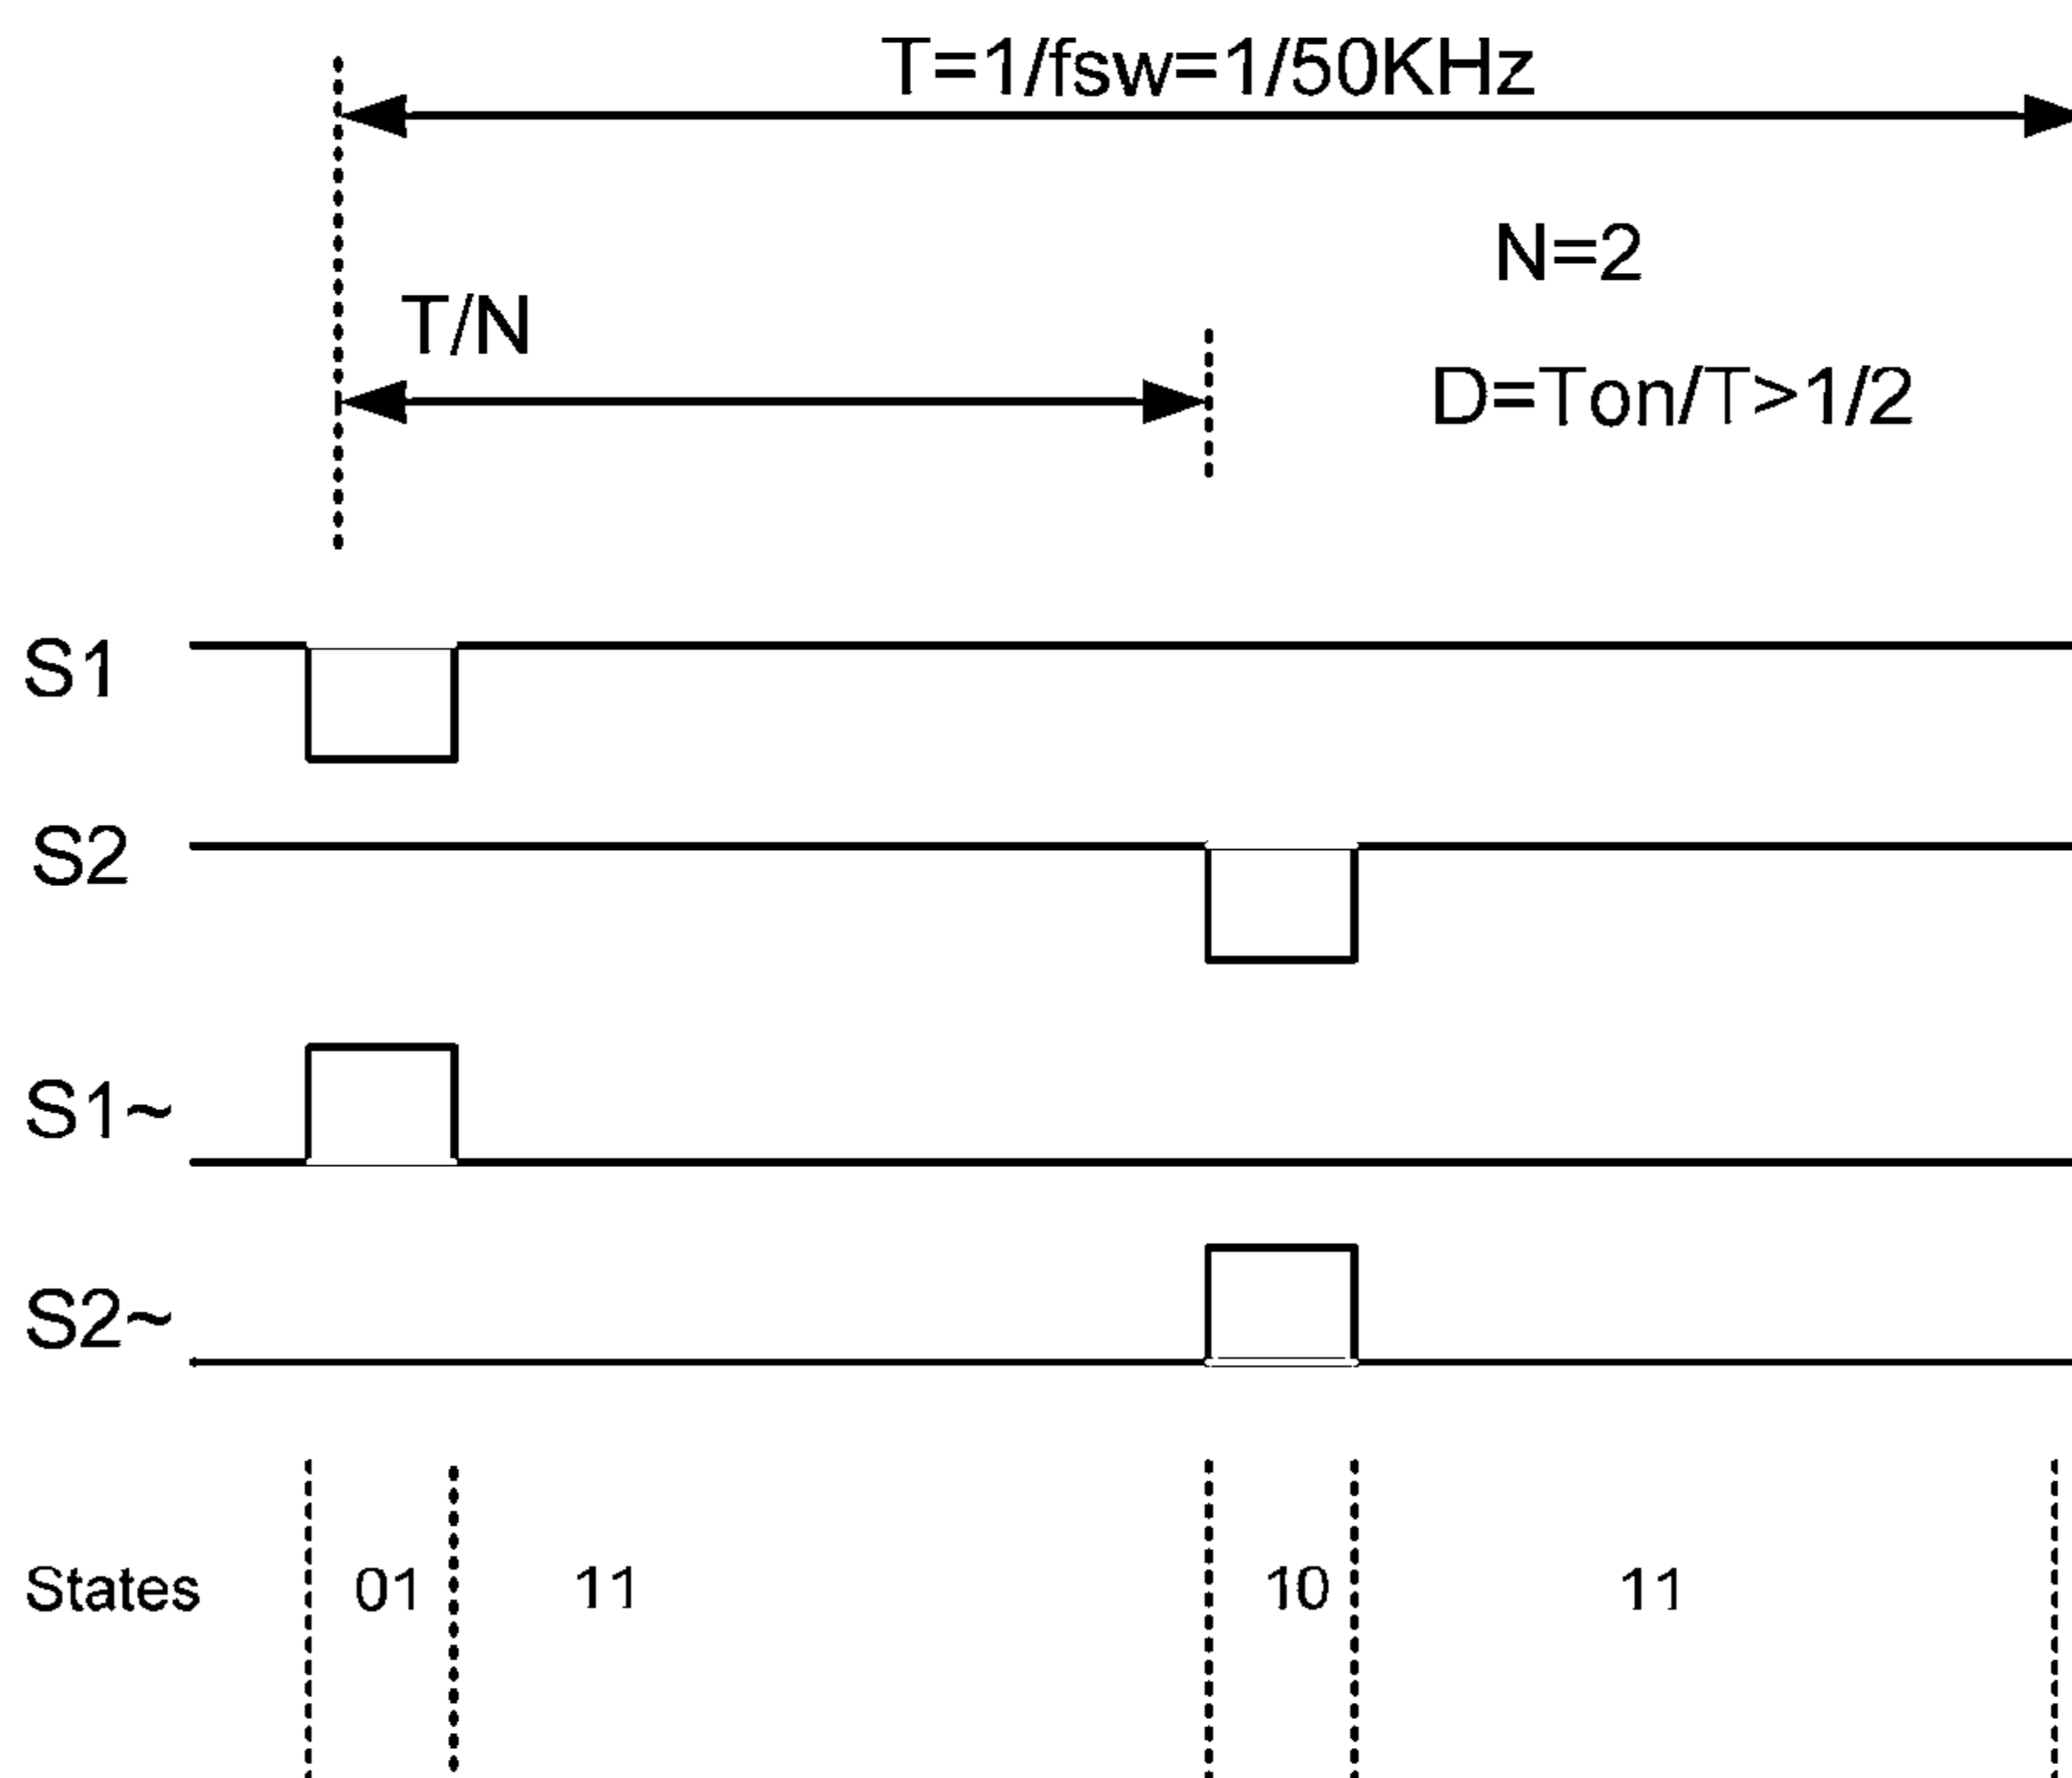 T=1/fsw=1/50KHz
N=2
T/N
D=Ton/T>1/2
S1
S2
S1~
S2~
States 01 11 10 11